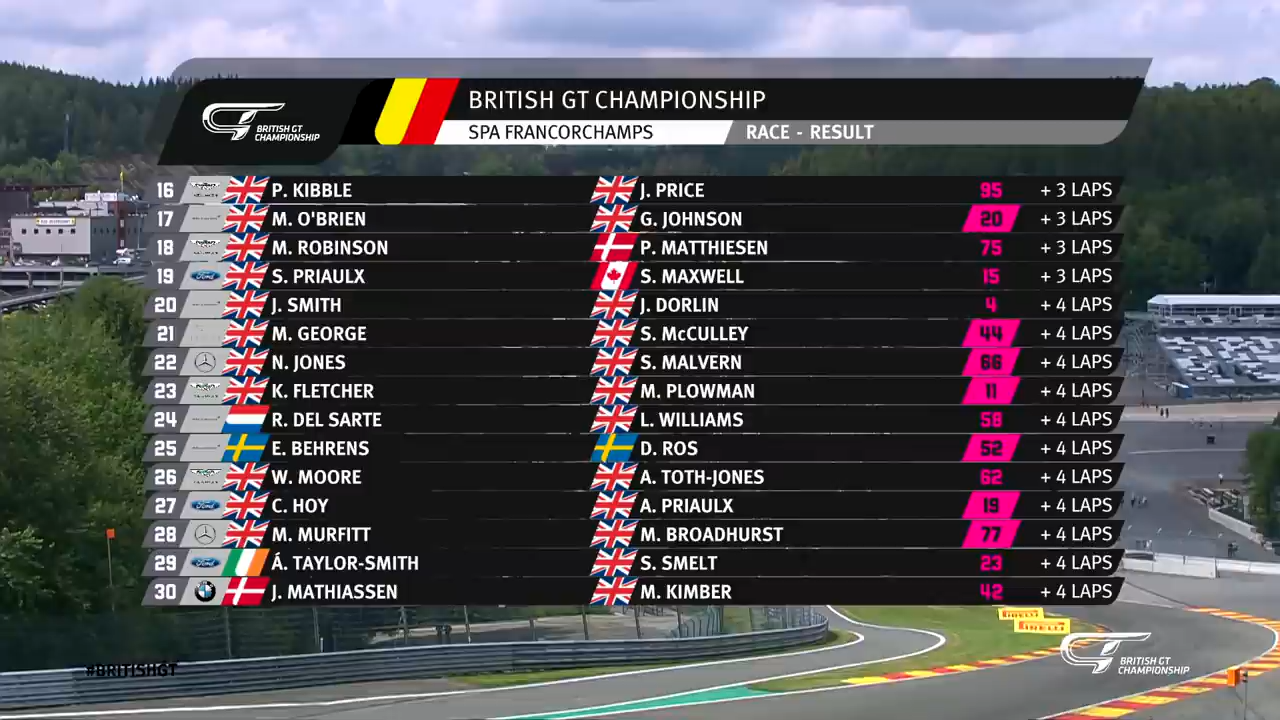 BRITISH GT CHAMPIONSHIP
BRITISH GT
CHAMPIONSHIP
SPA FRANCORCHAMPS RACE - RESULT
16 P. KIBBLE J. PRICE 95 + 3 LAPS
17 M. O'BRIEN G. JOHNSON 20 + 3 LAPS
18 M. ROBINSON P. MATTHIESEN 75 + 3 LAPS
19 Ford S. PRIAULX S. MAXWELL 15 + 3 LAPS
20 J. SMITH J. DORLIN 4 + 4 LAPS
21 M. GEORGE S. McCULLEY 44 + 4 LAPS
22 N. JONES S. MALVERN 66 + 4 LAPS
23 K. FLETCHER M. PLOWMAN 11 + 4 LAPS
24 R. DEL SARTE L. WILLIAMS 58 + 4 LAPS
25 E. BEHRENS D. ROS 52 + 4 LAPS
26 W. MOORE A. TOTH-JONES 62 + 4 LAPS
27 Ford C. HOY A. PRIAULX 19 + 4 LAPS
28 M. MURFITT M. BROADHURST 77 + 4 LAPS
29 Ford Á. TAYLOR-SMITH S. SMELT 23 + 4 LAPS
30 J. MATHIASSEN M. KIMBER 42 + 4 LAPS
PIRELLI
PIRELLI
#BRITISHGT
BRITISH GT
CHAMPIONSHIP